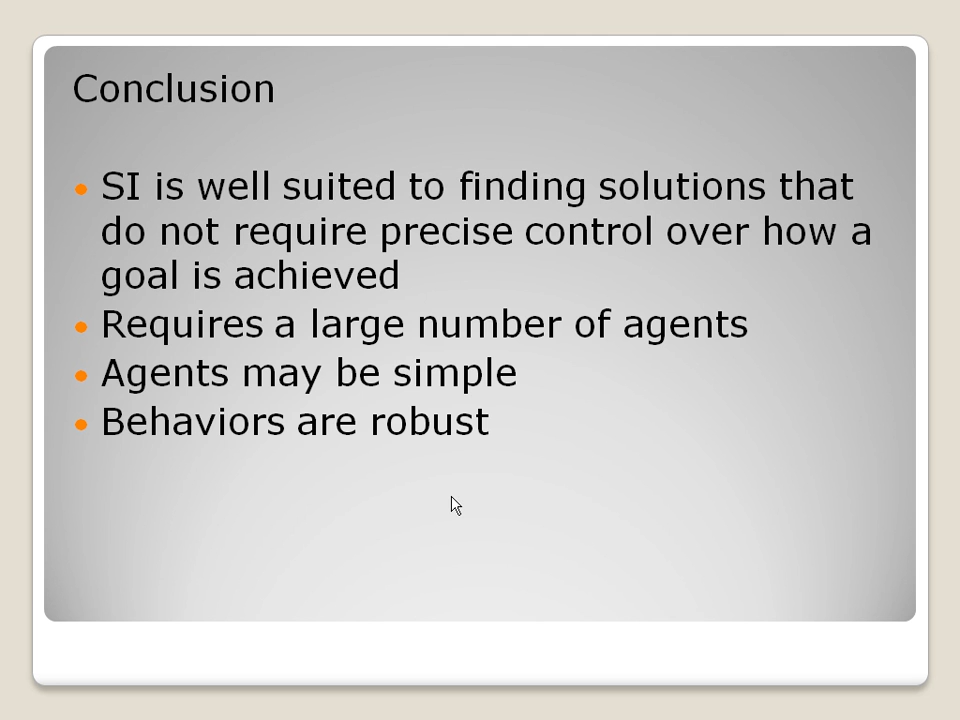 Conclusion
SI is well suited to finding solutions that
do not require precise control over how a
goal is achieved
Requires a large number of agents
Agents may be simple
Behaviors are robust